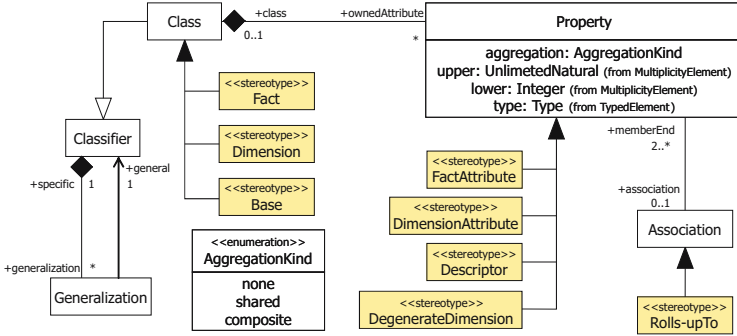 Class
+class
+ownedAttribute
0..1
*
Property
aggregation: AggregationKind
upper: UnlimetedNatural (from MultiplicityElement)
lower: Integer (from MultiplicityElement)
type: Type (from TypedElement)
<<stereotype>>
Fact
<<stereotype>>
Dimension
<<stereotype>>
Base
Classifier
+specific
1
+general
1
+generalization
*
Generalization
<<enumeration>>
AggregationKind
none
shared
composite
<<stereotype>>
FactAttribute
<<stereotype>>
DimensionAttribute
<<stereotype>>
Descriptor
<<stereotype>>
DegenerateDimension
+memberEnd
2..*
+association
0..1
Association
<<stereotype>>
Rolls-upTo